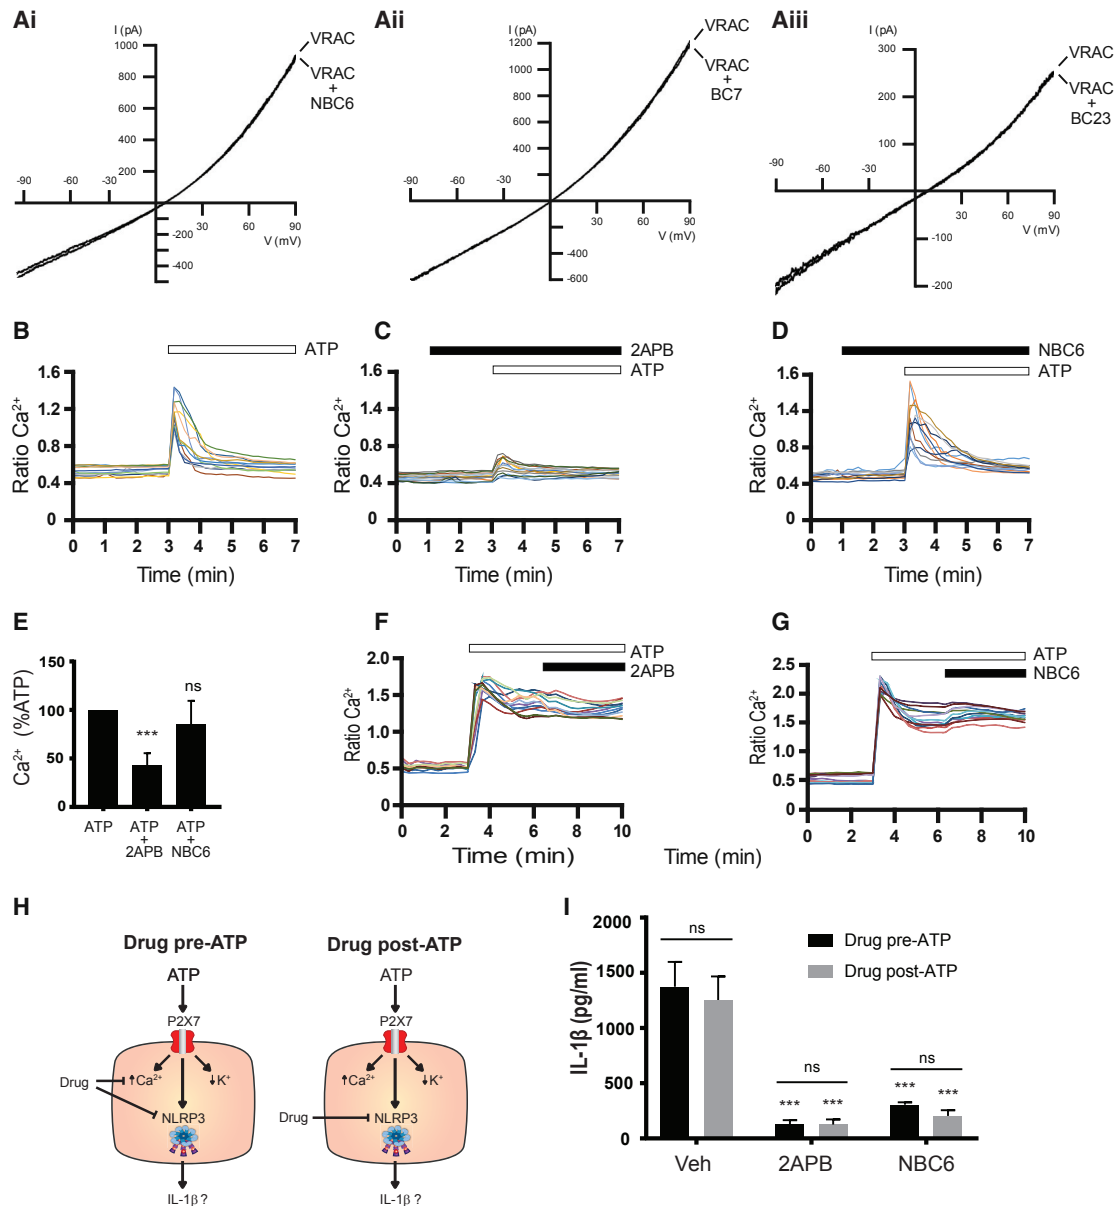 Ai
I (pA)
1000
800
600
400
200
-90
-60
-30
30
60
90
V (mV)
-200
-400
VRAC
VRAC
+
NBC6
Aii
I (pA)
1200
1000
800
600
400
200
-90
-30
30
60
90
V (mV)
-200
-600
VRAC
VRAC
+
BC7
Aiii
I (pA)
300
200
100
-90
-60
-30
30
60
90
V (mV)
-100
-200
VRAC
VRAC
+
BC23
B
ATP
Ratio Ca²⁺
1.6
1.2
0.8
0.4
0
0 1 2 3 4 5 6 7
Time (min)
C
2APB
ATP
Ratio Ca²⁺
1.6
1.4
0.8
0.4
0
0 1 2 3 4 5 6 7
Time (min)
D
NBC6
ATP
Ratio Ca²⁺
1.6
1.4
0.8
0.4
0
0 1 2 3 4 5 6 7
Time (min)
E
Ca²⁺ (%ATP)
150
100
50
0
***
ns
ATP
ATP
+
2APB
ATP
+
NBC6
F
ATP
2APB
Ratio Ca²⁺
2.0
1.5
1.0
0.5
0
0 2 4 6 8 10
Time (min)
G
ATP
NBC6
Ratio Ca²⁺
2.5
2.0
1.5
1.0
0.5
0
0 2 4 6 8 10
Time (min)
H
Drug pre-ATP
ATP
P2X7
Drug
Ca²⁺
K⁺
NLRP3
IL-1β ?
Drug post-ATP
ATP
P2X7
Ca²⁺
K⁺
Drug
NLRP3
IL-1β ?
I
IL-1β (pg/ml)
2000
1500
1000
500
0
ns
ns
*** ***
ns
*** ***
Drug pre-ATP
Drug post-ATP
Veh
2APB
NBC6